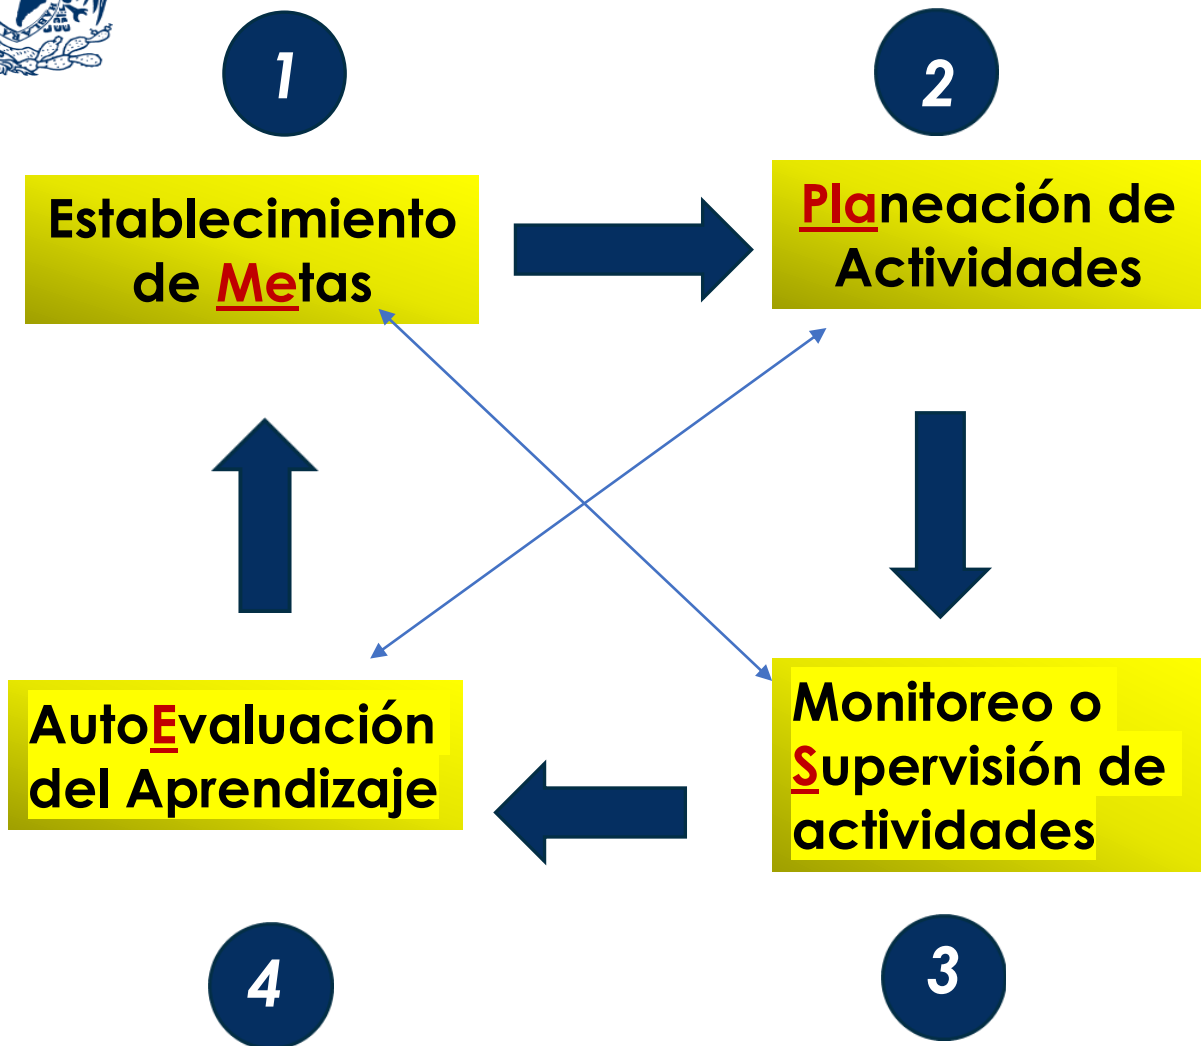 1
2
Establecimiento
de Metas
Planeación de
Actividades
AutoEvaluación
del Aprendizaje
Monitoreo o
Supervisión de
actividades
4
3